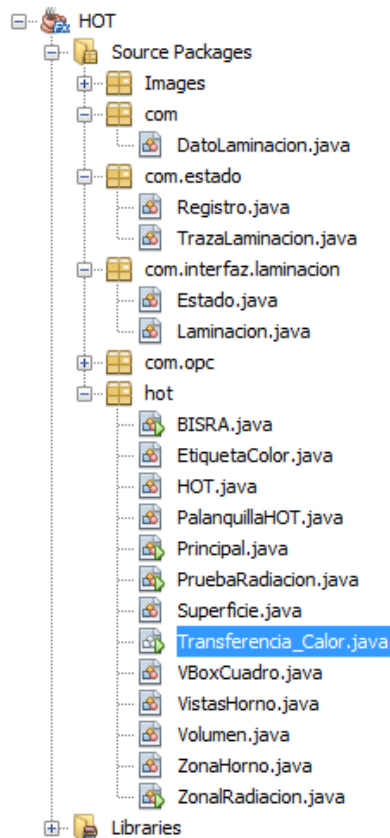 HOT
Source Packages
Images
com
DatoLaminacion.java
com.estado
Registro.java
TrazaLaminacion.java
com.interfaz.laminacion
Estado.java
Laminacion.java
com.opc
hot
BISRA.java
EtiquetaColor.java
HOT.java
PalanquillaHOT.java
Principal.java
PruebaRadiacion.java
Superficie.java
Transferencia_Calor.java
VBoxCuadro.java
VistasHorno.java
Volumen.java
ZonaHorno.java
ZonalRadiacion.java
Libraries